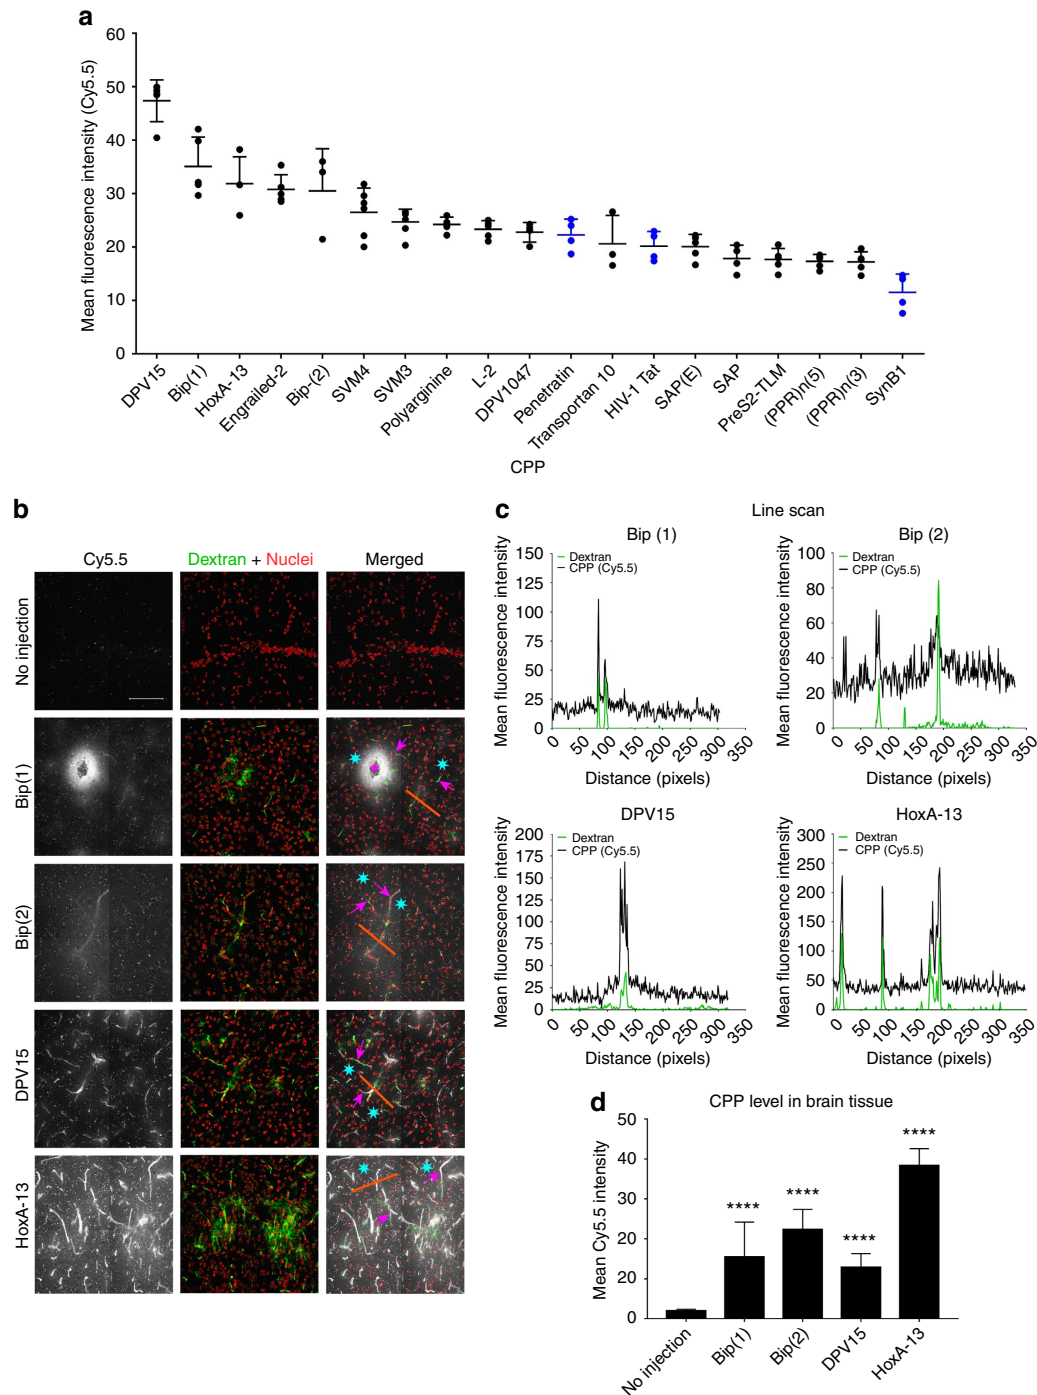 a
Mean fluorescence intensity (Cy5.5)
60
50
40
30
20
10
0
DPV15
Bip(1)
HoxA-13
Engrailed-2
Bip-(2)
SVM4
SVM3
Polyarginine
L-2
DPV1047
Penetratin
Transportan 10
HIV-1 Tat
SAP(E)
SAP
PreS2-TLM
(PPR)n(5)
(PPR)n(3)
SynB1
CPP
b
Cy5.5
Dextran + Nuclei
Merged
No injection
Bip(1)
Bip(2)
DPV15
HoxA-13
c
Line scan
Bip (1)
Mean fluorescence intensity
150
125
100
75
50
25
0
Dextran
CPP (Cy5.5)
0 50 100 150 200 250 300 350
Distance (pixels)
Bip (2)
Mean fluorescence intensity
100
80
60
40
20
0
Dextran
CPP (Cy5.5)
0 50 100 150 200 250 300 350
Distance (pixels)
DPV15
Mean fluorescence intensity
200
175
150
125
100
75
50
25
0
Dextran
CPP (Cy5.5)
0 50 100 150 200 250 300 350
Distance (pixels)
HoxA-13
Mean fluorescence intensity
300
250
200
150
100
50
0
Dextran
CPP (Cy5.5)
0 50 100 150 200 250 300 350
Distance (pixels)
d
CPP level in brain tissue
Mean Cy5.5 intensity
50
40
30
20
20
0
****
****
****
****
No injection
Bip(1)
Bip(2)
DPV15
HoxA-13